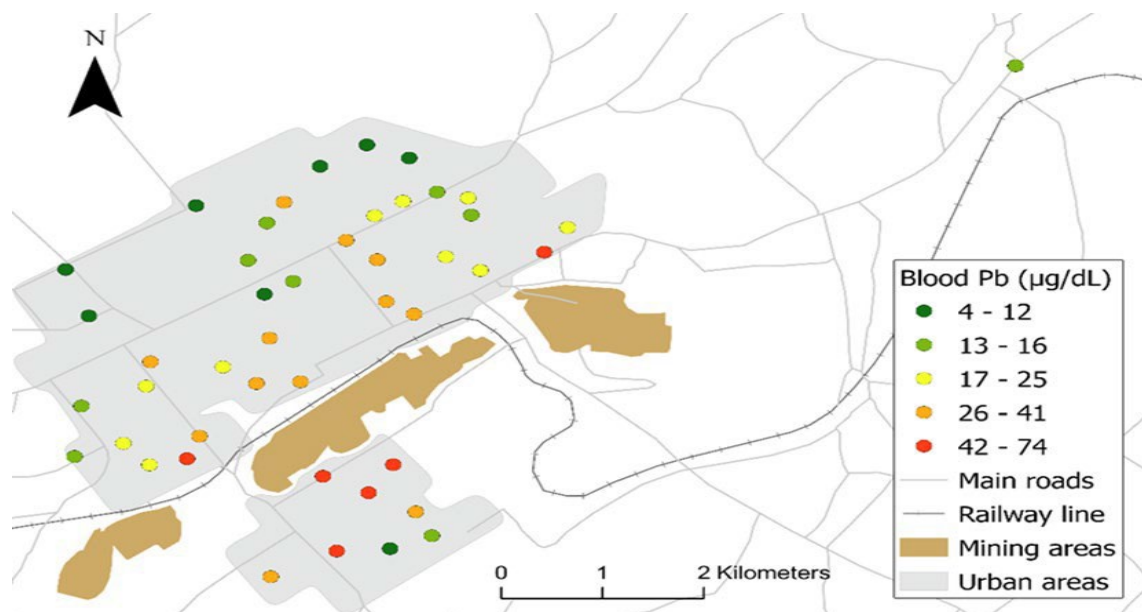 N
Blood Pb (µg/dL)
4 - 12
13 - 16
17 - 25
26 - 41
42 - 74
Main roads
Railway line
Mining areas
Urban areas
0 1 2 Kilometers